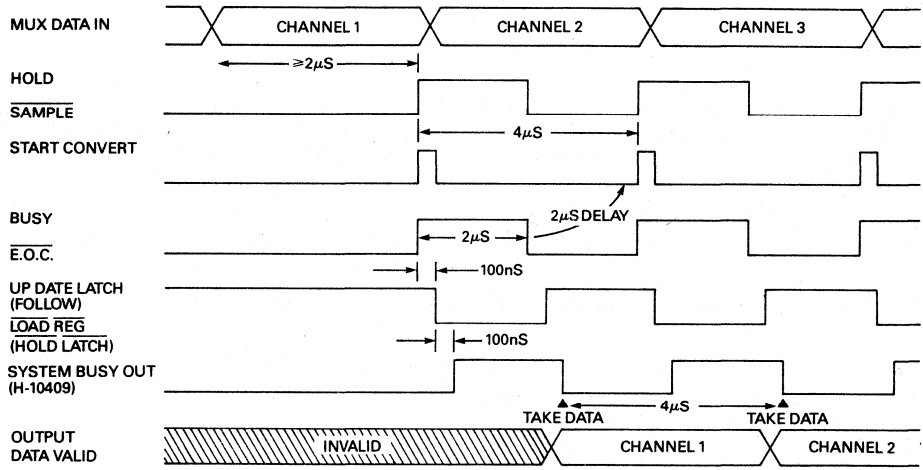 MUX DATA IN
CHANNEL 1
CHANNEL 2
CHANNEL 3
≥2μS
HOLD
SAMPLE
4μS
START CONVERT
BUSY
2μS DELAY
2μS
E.O.C.
100nS
UP DATE LATCH
(FOLLOW)
LOAD REG
(HOLD LATCH)
100nS
SYSTEM BUSY OUT
(H-10409)
4μS
TAKE DATA
TAKE DATA
OUTPUT
DATA VALID
INVALID
CHANNEL 1
CHANNEL 2